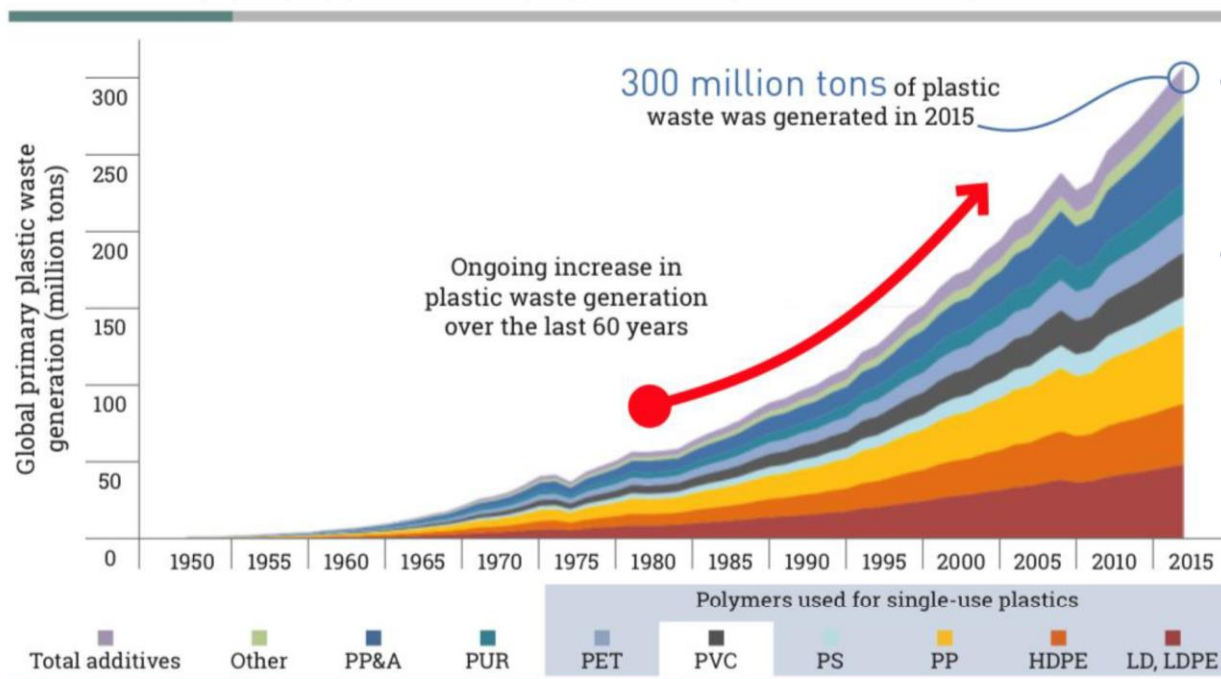 300 million tons of plastic
waste was generated in 2015
Global primary plastic waste
generation (million tons)
300
250
200
150
100
50
0
Ongoing increase in
plastic waste generation
over the last 60 years
1950 1955 1960 1965 1970 1975 1980 1985 1990 1995 2000 2005 2010 2015
Polymers used for single-use plastics
Total additives Other PP&A PUR PET PVC PS PP HDPE LD, LDPE